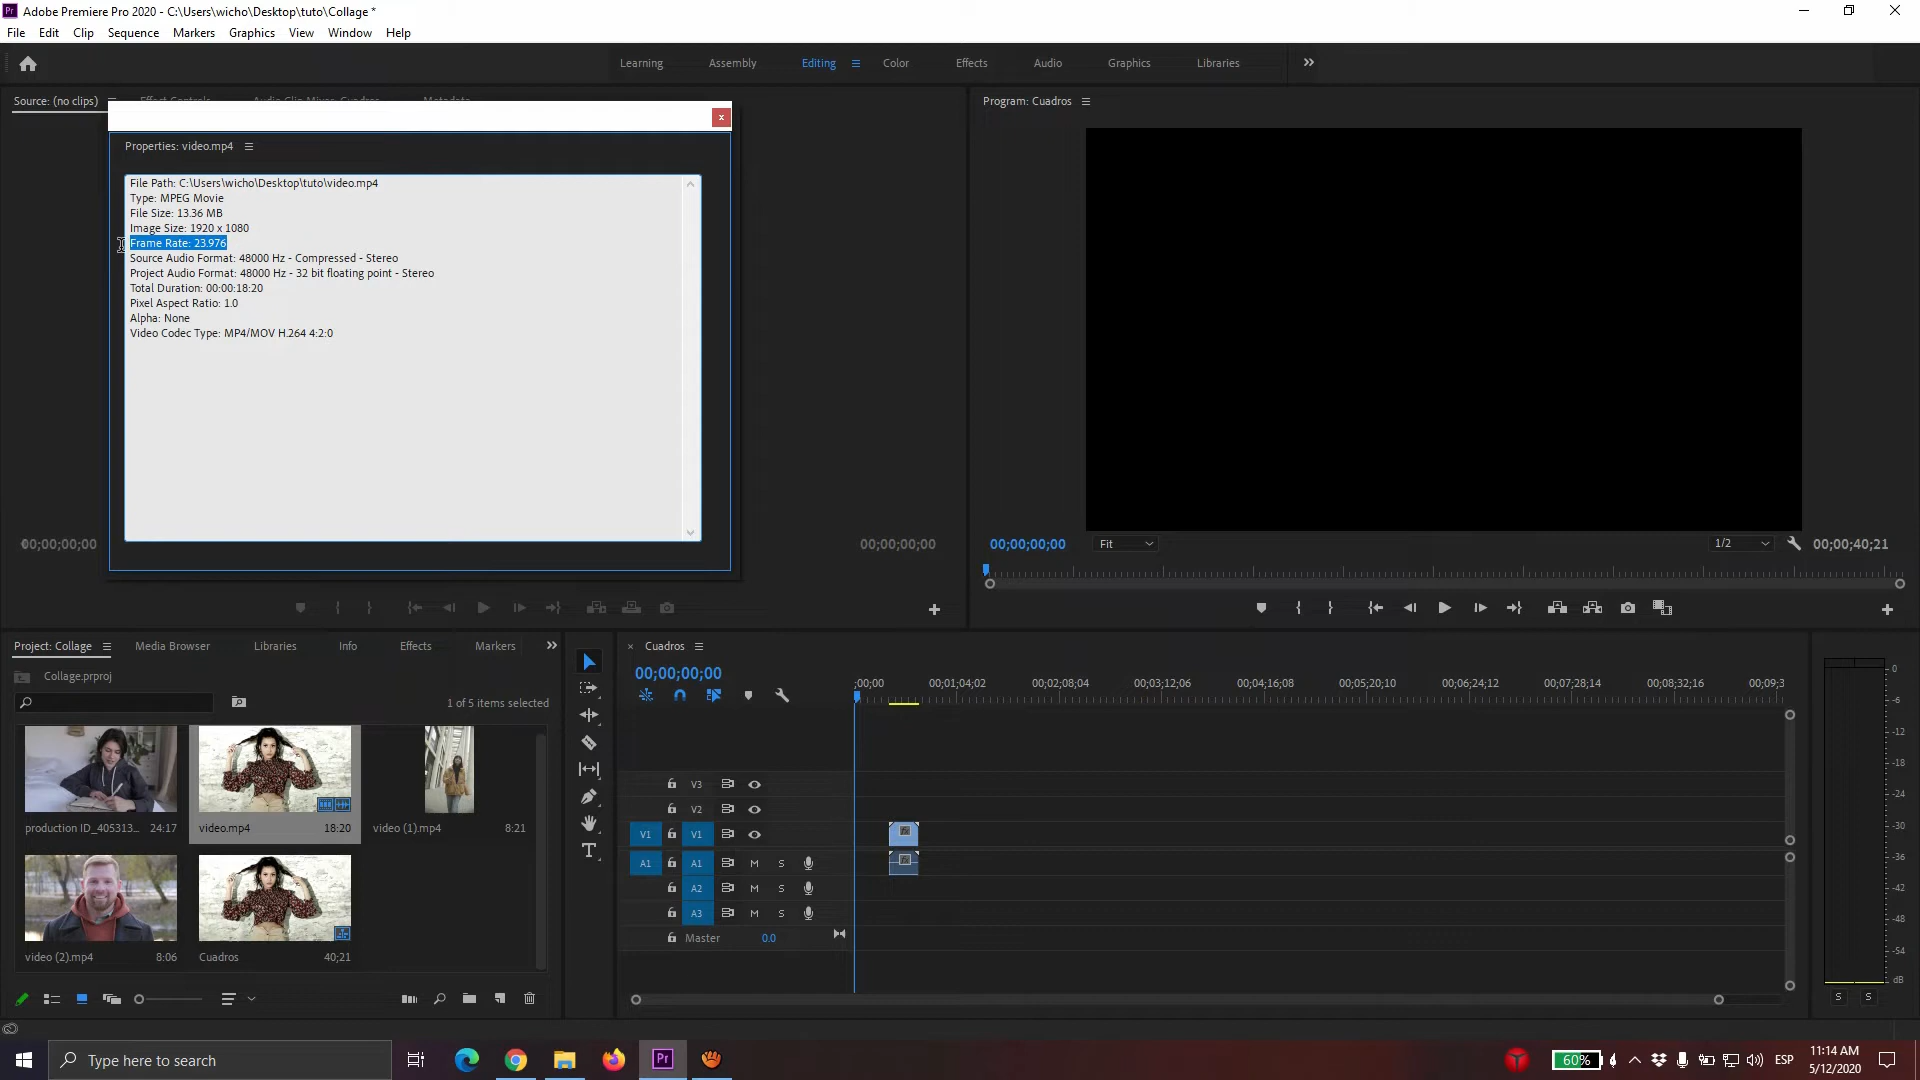 Adobe Premiere Pro 2020 - C:\Users\wicho\Desktop\tuto\Collage *
File Edit Clip Sequence Markers Graphics View Window Help
Learning Assembly Editing Color Effects Audio Graphics Libraries
Source: (no clips) Effect Controls Audio Clip Mixer: Cuadros Metadata
Program: Cuadros
Properties: video.mp4
File Path: C:\Users\wicho\Desktop\tuto\video.mp4
Type: MPEG Movie
File Size: 13.36 MB
Image Size: 1920 x 1080
Frame Rate: 23.976
Source Audio Format: 48000 Hz - Compressed - Stereo
Project Audio Format: 48000 Hz - 32 bit floating point - Stereo
Total Duration: 00:00:18:20
Pixel Aspect Ratio: 1.0
Alpha: None
Video Codec Type: MP4/MOV H.264 4:2:0
00;00;00;00 00;00;00;00
00;00;00;00 Fit 1/2 00;00;40;21
Project: Collage Media Browser Libraries Info Effects Markers
Collage.prproj
1 of 5 items selected
production ID_405313... 24:17
video.mp4 18:20
video (1).mp4 8:21
video (2).mp4 8:06
Cuadros 40;21
Cuadros
00;00;00;00
;00;00 00;01;04;02 00;02;08;04 00;03;12;06 00;04;16;08 00;05;20;10 00;06;24;12 00;07;28;14 00;08;32;16 00;09;3
V3
V2
V1 V1
A1 A1 M S
A2 M S
A3 M S
Master 0.0
0
-6
-12
-18
-24
-30
-36
-42
-48
-54
dB
S S
Type here to search
Pr
60%
ESP
11:14 AM
5/12/2020